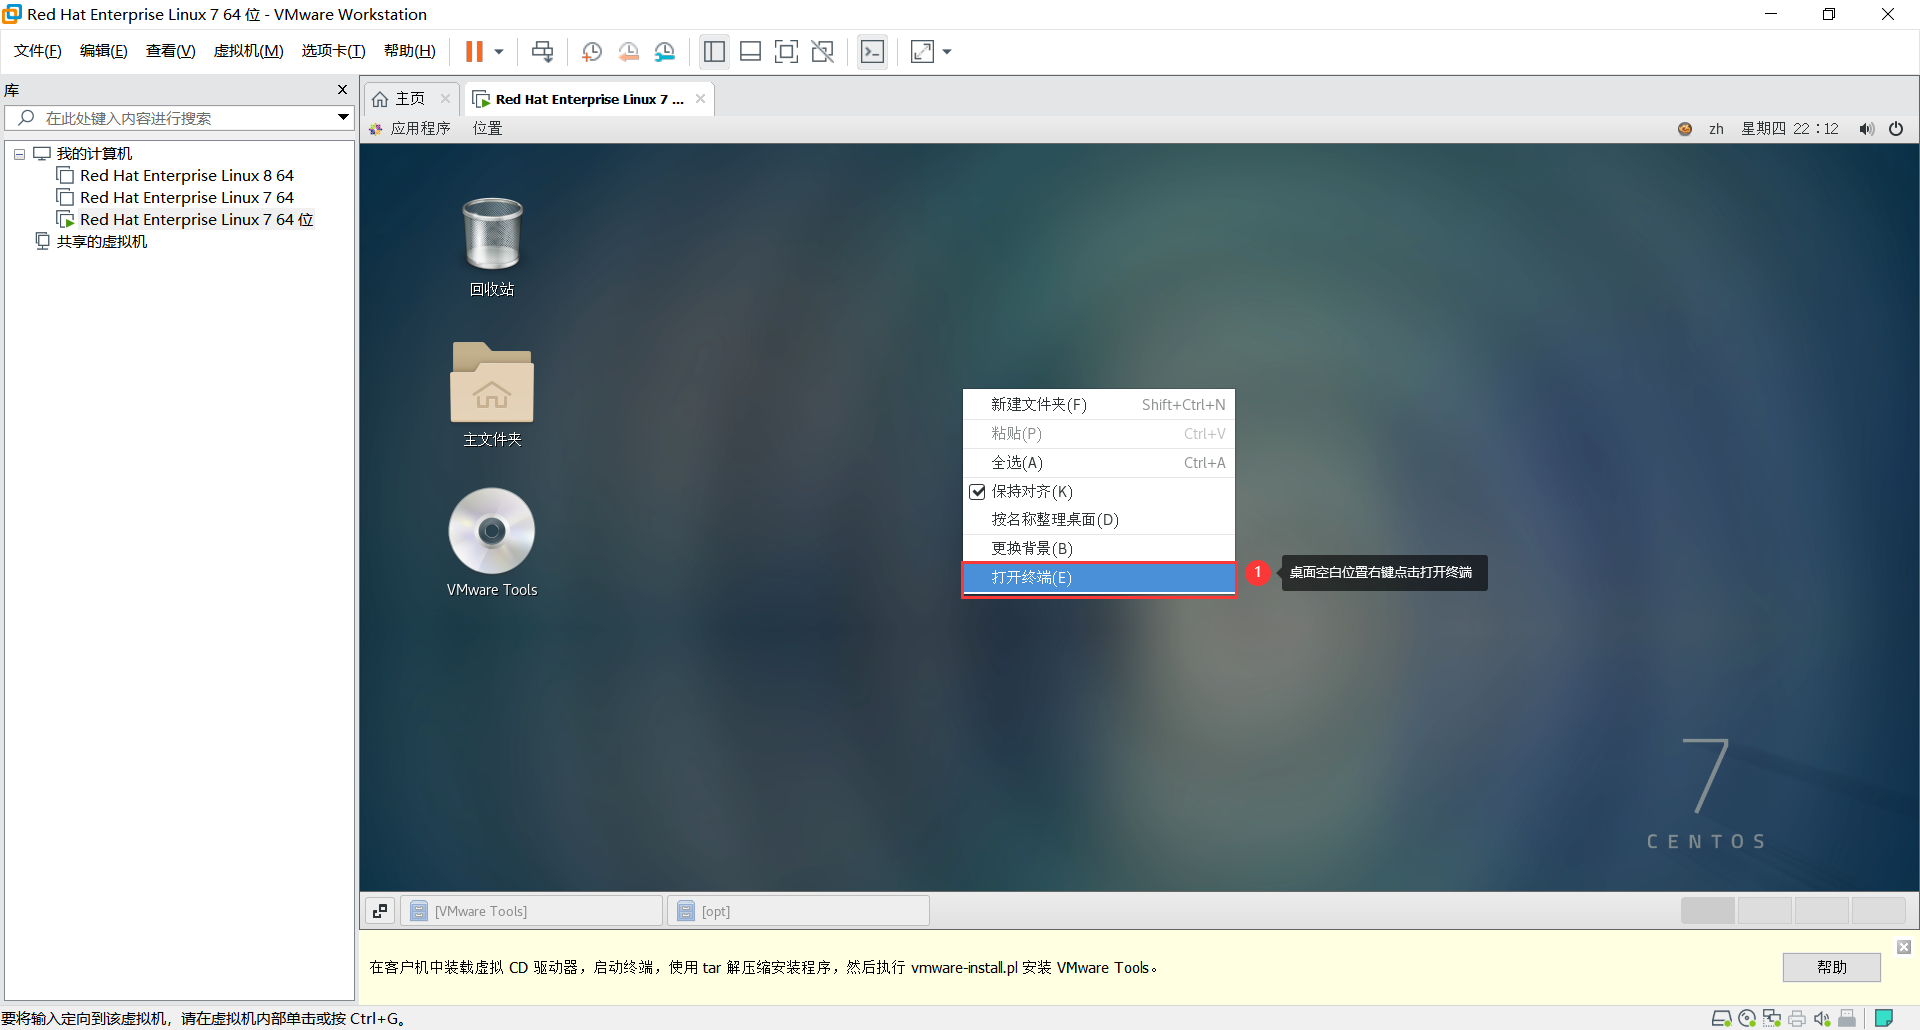 Red Hat Enterprise Linux 7 64 位 - VMware Workstation
文件(F) 编辑(E) 查看(V) 虚拟机(M) 选项卡(T) 帮助(H)
库
在此处键入内容进行搜索
我的计算机
Red Hat Enterprise Linux 8 64
Red Hat Enterprise Linux 7 64
Red Hat Enterprise Linux 7 64 位
共享的虚拟机
主页
Red Hat Enterprise Linux 7 ...
应用程序 位置
zh 星期四 22:12
回收站
主文件夹
VMware Tools
新建文件夹(F) Shift+Ctrl+N
粘贴(P) Ctrl+V
全选(A) Ctrl+A
保持对齐(K)
按名称整理桌面(D)
更换背景(B)
打开终端(E)
1 桌面空白位置右键点击打开终端
7
CENTOS
[VMware Tools] [opt]
在客户机中装载虚拟 CD 驱动器，启动终端，使用 tar 解压缩安装程序，然后执行 vmware-install.pl 安装 VMware Tools。
帮助
要将输入定向到该虚拟机，请在虚拟机内部单击或按 Ctrl+G。